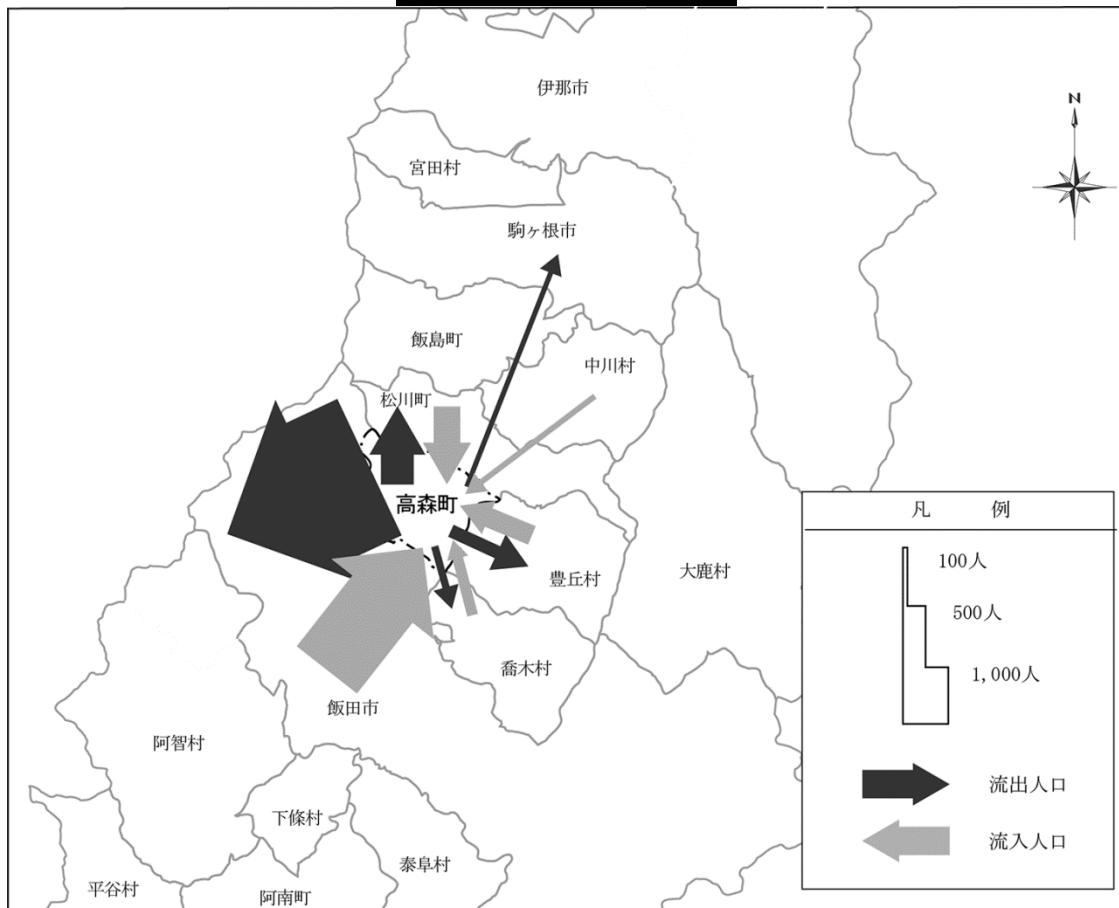 伊那市
N
宮田村
駒ヶ根市
飯島町
中川村
松川町
高森町
豊丘村
大鹿村
喬木村
飯田市
阿智村
下條村
泰阜村
平谷村
阿南町
凡 例
100人
500人
1,000人
流出人口
流入人口